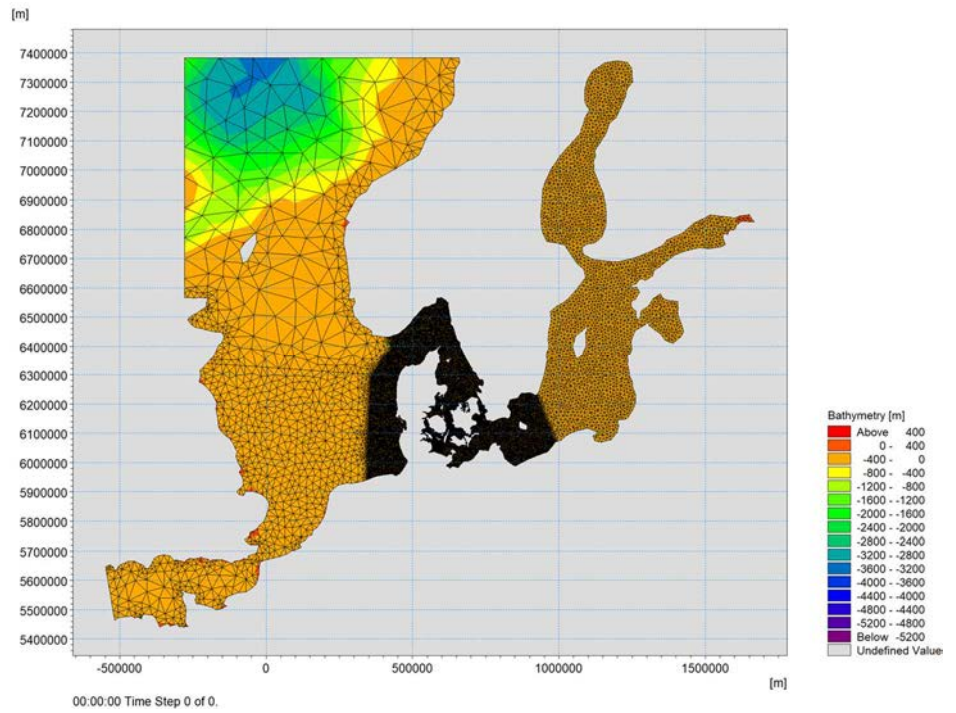 [m]
7400000
7300000
7200000
7100000
7000000
6900000
6800000
6700000
6600000
6500000
6400000
6300000
6200000
6100000
6000000
5900000
5800000
5700000
5600000
5500000
5400000
-500000 0 500000 1000000 1500000
[m]
00:00:00 Time Step 0 of 0.
Bathymetry [m]
Above 400
0 - 400
-400 - 0
-800 - -400
-1200 - -800
-1600 - -1200
-2000 - -1600
-2400 - -2000
-2800 - -2400
-3200 - -2800
-3600 - -3200
-4000 - -3600
-4400 - -4000
-4800 - -4400
-5200 - -4800
Below -5200
Undefined Value